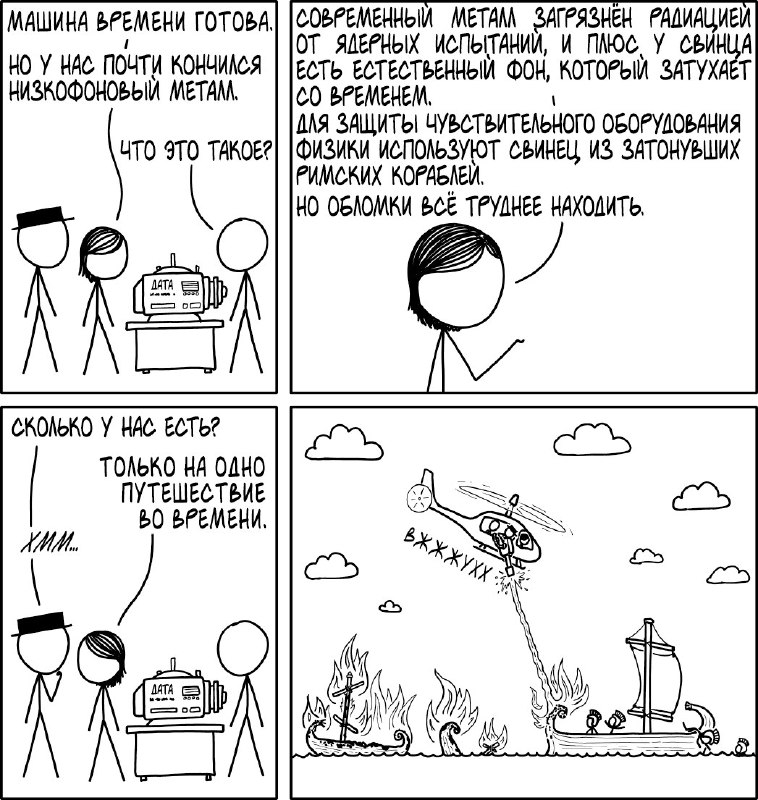 МАШИНА ВРЕМЕНИ ГОТОВА.
НО У НАС ПОЧТИ КОНЧИЛСЯ
НИЗКОФОНОВЫЙ МЕТАЛЛ.
ЧТО ЭТО ТАКОЕ?
ДАТА
СОВРЕМЕННЫЙ МЕТАЛЛ ЗАГРЯЗНЁН РАДИАЦИЕЙ
ОТ ЯДЕРНЫХ ИСПЫТАНИЙ, И ПЛЮС У СВИНЦА
ЕСТЬ ЕСТЕСТВЕННЫЙ ФОН, КОТОРЫЙ ЗАТУХАЕТ
СО ВРЕМЕНЕМ.
ДЛЯ ЗАЩИТЫ ЧУВСТВИТЕЛЬНОГО ОБОРУДОВАНИЯ
ФИЗИКИ ИСПОЛЬЗУЮТ СВИНЕЦ ИЗ ЗАТОНУВШИХ
РИМСКИХ КОРАБЛЕЙ.
НО ОБЛОМКИ ВСЁ ТРУДНЕЕ НАХОДИТЬ.
СКОЛЬКО У НАС ЕСТЬ?
ТОЛЬКО НА ОДНО
ПУТЕШЕСТВИЕ
ВО ВРЕМЕНИ.
ХММ...
ДАТА
ВЖЖЖУХХ